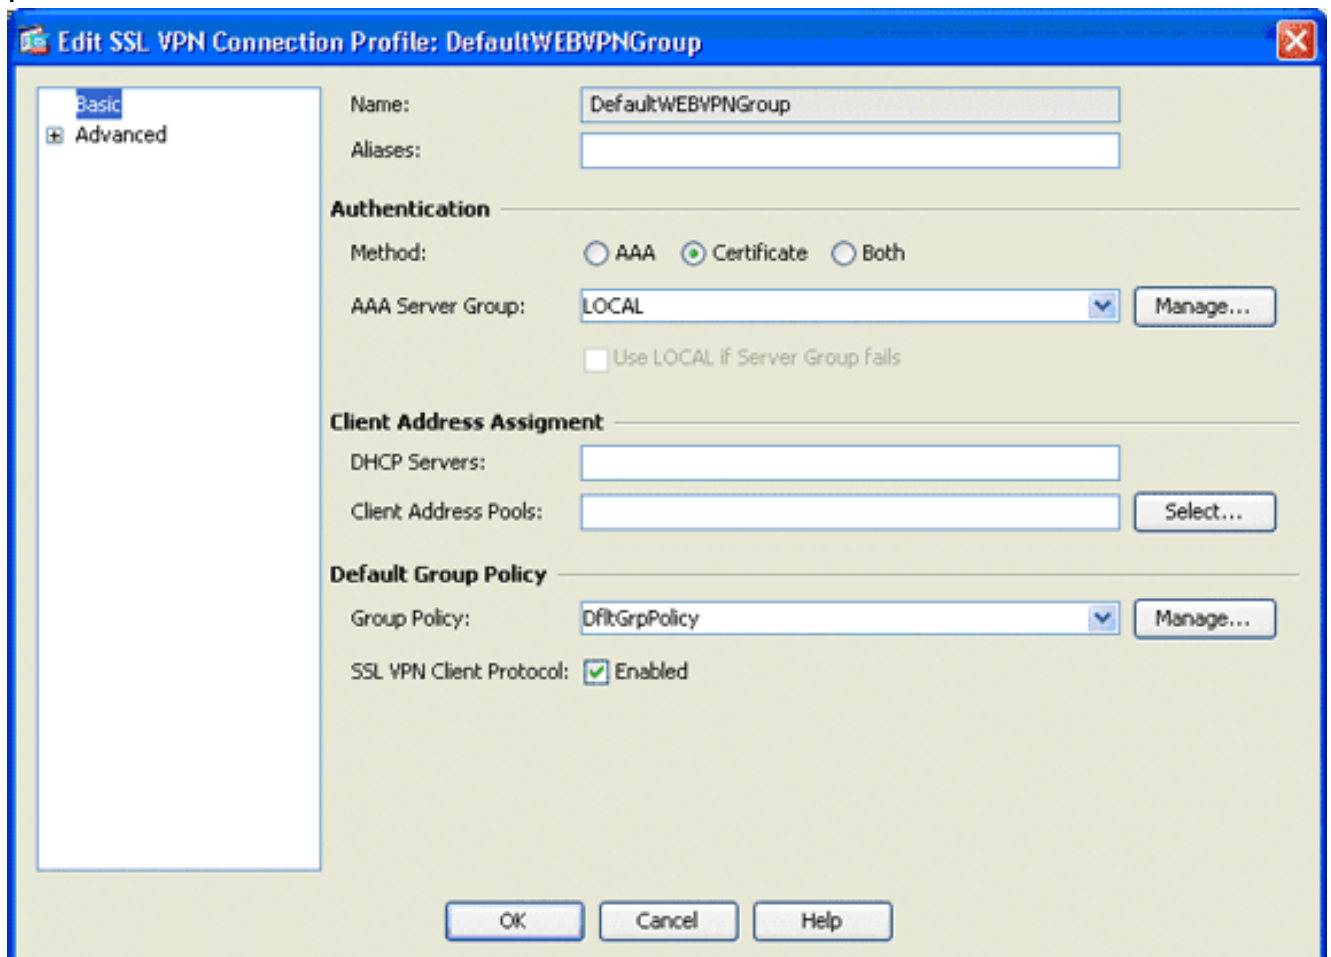 Edit SSL VPN Connection Profile: DefaultWEBVPNGroup
Basic
Advanced
Name: DefaultWEBVPNGroup
Aliases:
Authentication
Method: AAA Certificate Both
AAA Server Group: LOCAL Manage...
Use LOCAL if Server Group fails
Client Address Assigment
DHCP Servers:
Client Address Pools: Select...
Default Group Policy
Group Policy: DfltGrpPolicy Manage...
SSL VPN Client Protocol: Enabled
OK Cancel Help